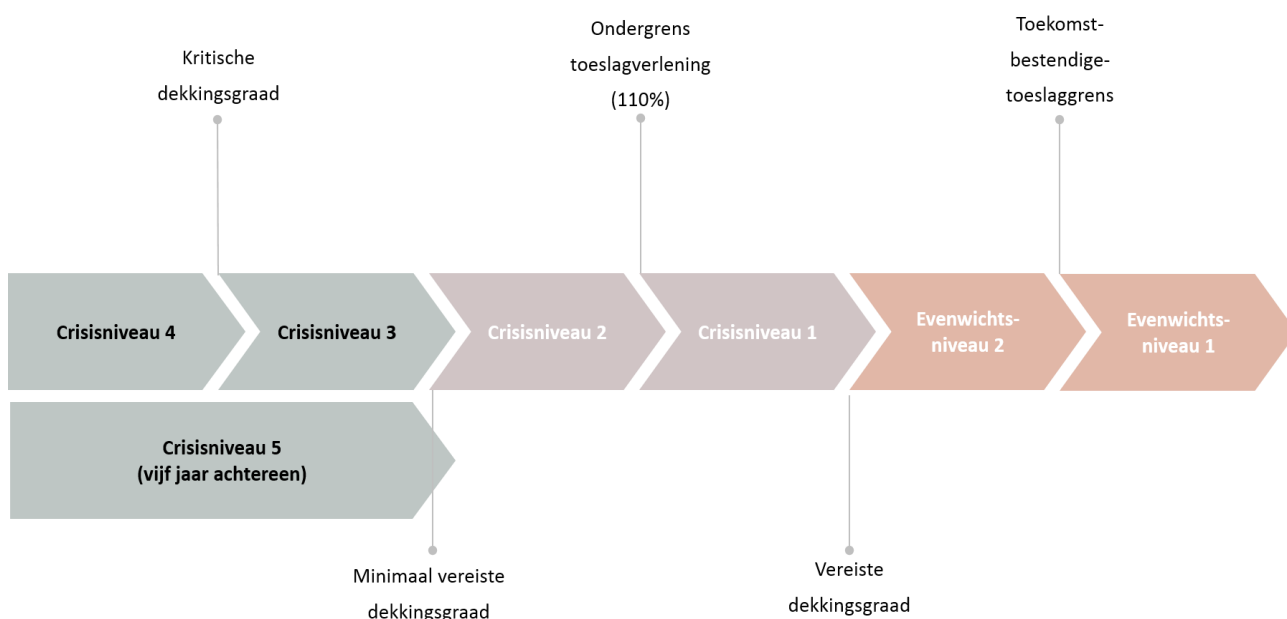 Kritische
dekkingsgraad
Ondergrens
toeslagverlening
(110%)
Toekomst-
bestendige-
toeslaggrens
Crisisniveau 4
Crisisniveau 3
Crisisniveau 2
Crisisniveau 1
Evenwichts-
niveau 2
Evenwichts-
niveau 1
Crisisniveau 5
(vijf jaar achtereen)
Minimaal vereiste
dekkingsgraad
Vereiste
dekkingsgraad